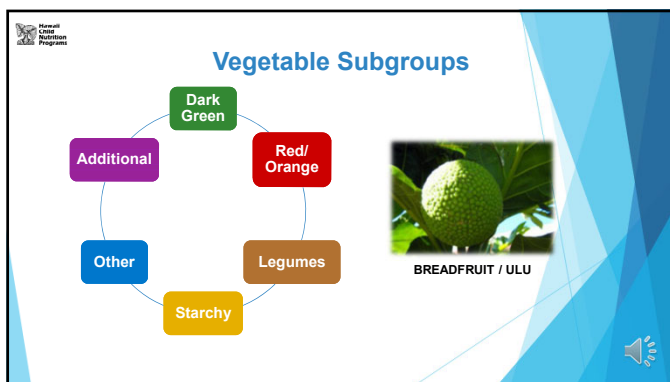 Hawaii
Child
Nutrition
Programs
Vegetable Subgroups
Dark
Green
Red/
Orange
Legumes
Starchy
Other
Additional
BREADFRUIT / ULU